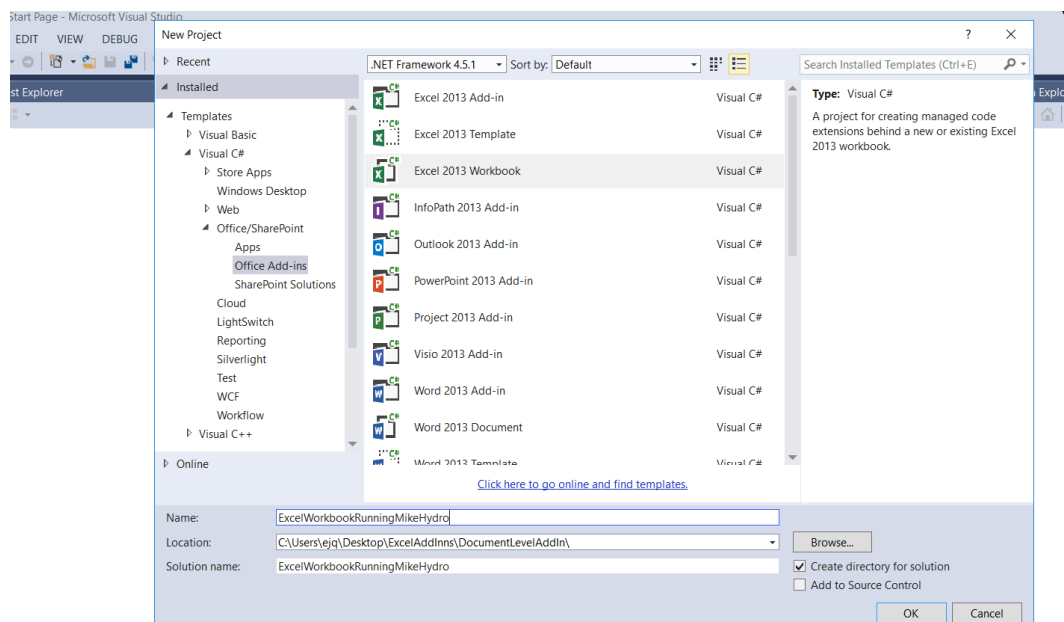 Start Page - Microsoft Visual Studio
EDIT VIEW DEBUG
New Project
?
Recent
.NET Framework 4.5.1
Sort by: Default
Search Installed Templates (Ctrl+E)
Installed
Templates
Visual Basic
Visual C#
Store Apps
Windows Desktop
Web
Office/SharePoint
Apps
Office Add-ins
SharePoint Solutions
Cloud
LightSwitch
Reporting
Silverlight
Test
WCF
Workflow
Visual C++
Online
Excel 2013 Add-in Visual C#
Excel 2013 Template Visual C#
Excel 2013 Workbook Visual C#
InfoPath 2013 Add-in Visual C#
Outlook 2013 Add-in Visual C#
PowerPoint 2013 Add-in Visual C#
Project 2013 Add-in Visual C#
Visio 2013 Add-in Visual C#
Word 2013 Add-in Visual C#
Word 2013 Document Visual C#
Word 2013 Template Visual C#
Click here to go online and find templates.
Type: Visual C#
A project for creating managed code
extensions behind a new or existing Excel
2013 workbook.
st Explorer
Explo
Name: ExcelWorkbookRunningMikeHydro
Location: C:\Users\ejq\Desktop\ExcelAddInns\DocumentLevelAddIn\
Browse...
Solution name: ExcelWorkbookRunningMikeHydro
Create directory for solution
Add to Source Control
OK Cancel